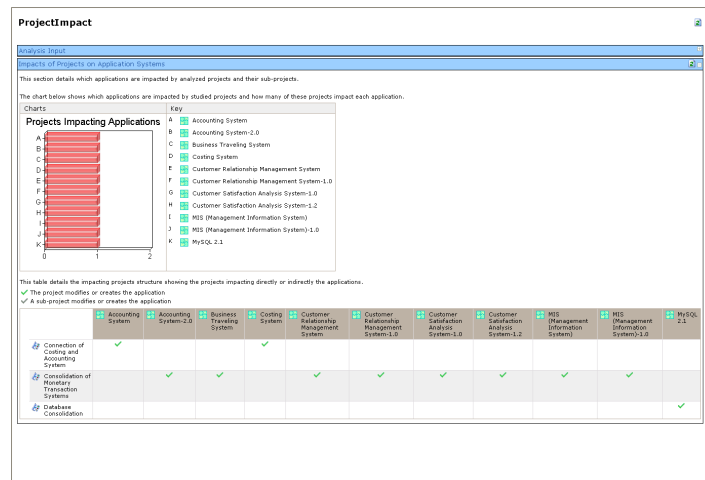 ProjectImpact
Analysis Input
Impacts of Projects on Application Systems
This section details which applications are impacted by analyzed projects and their sub-projects.
The chart below shows which applications are impacted by studied projects and how many of these projects impact each application.
Charts
Key
Projects Impacting Applications
A
B
C
D
E
F
G
H
I
J
K
0 1 2
A Accounting System
B Accounting System-2.0
C Business Traveling System
D Costing System
E Customer Relationship Management System
F Customer Relationship Management System-1.0
G Customer Satisfaction Analysis System-1.0
H Customer Satisfaction Analysis System-1.2
I MIS (Management Information System)
J MIS (Management Information System)-1.0
K MySQL 2.1
This table details the impacting projects structure showing the projects impacting directly or indirectly the applications.
The project modifies or creates the application
A sub-project modifies or creates the application
Accounting
System
Accounting
System-2.0
Business
Traveling
System
Costing
System
Customer
Relationship
Management
System
Customer
Relationship
Management
System-1.0
Customer
Satisfaction
Analysis
System-1.0
Customer
Satisfaction
Analysis
System-1.2
MIS
(Management
Information
System)
MIS
(Management
Information
System)-1.0
MySQL
2.1
Connection of
Costing and
Accounting
System
Consolidation of
Monetary
Transaction
Systems
Database
Consolidation